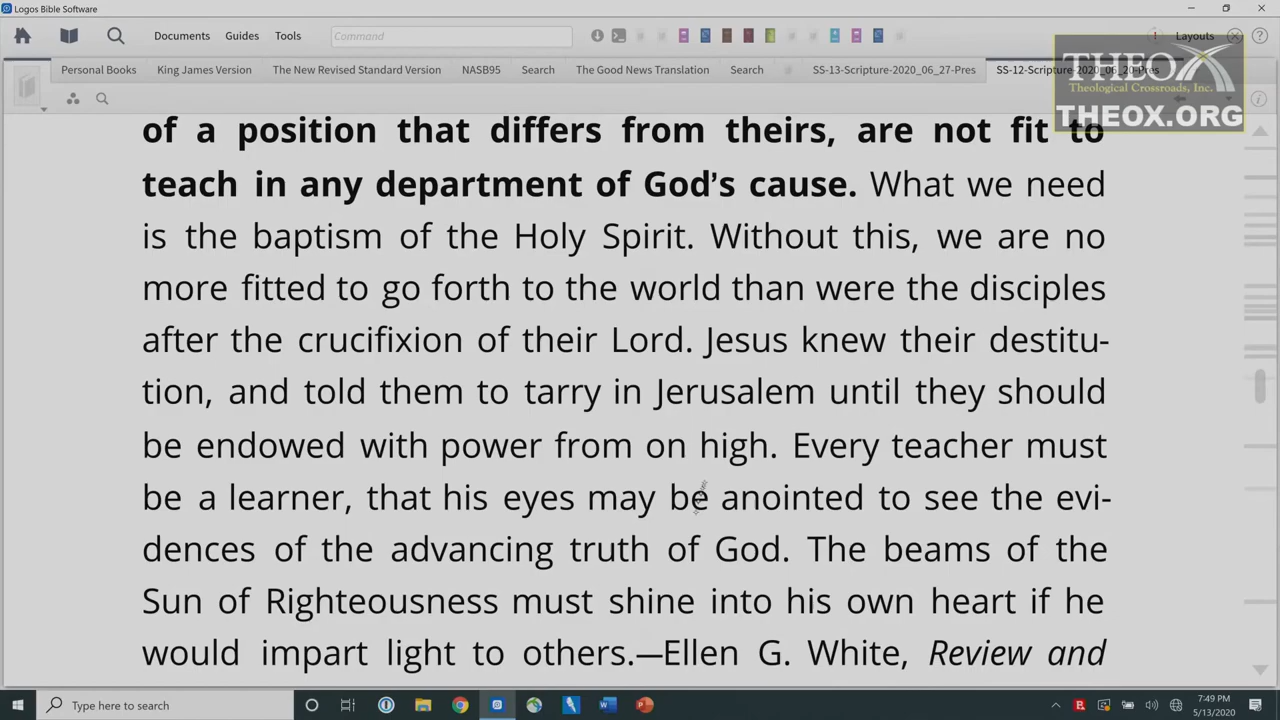 Logos Bible Software
Documents Guides Tools Command Layouts
Personal Books King James Version The New Revised NASB95 Search The Good News Translation Search SS-13-Scripture-2020_06_27-Pres SS-12-Scripture-2020_06_20-Pres
THEOX
Theological Crossroads, Inc.
THEOX.ORG
of a position that differs from theirs, are not fit to
teach in any department of God’s cause. What we need
is the baptism of the Holy Spirit. Without this, we are no
more fitted to go forth to the world than were the disciples
after the crucifixion of their Lord. Jesus knew their destitu-
tion, and told them to tarry in Jerusalem until they should
be endowed with power from on high. Every teacher must
be a learner, that his eyes may be anointed to see the evi-
dences of the advancing truth of God. The beams of the
Sun of Righteousness must shine into his own heart if he
would impart light to others.—Ellen G. White, Review and
Type here to search
7:49 PM
5/13/2020